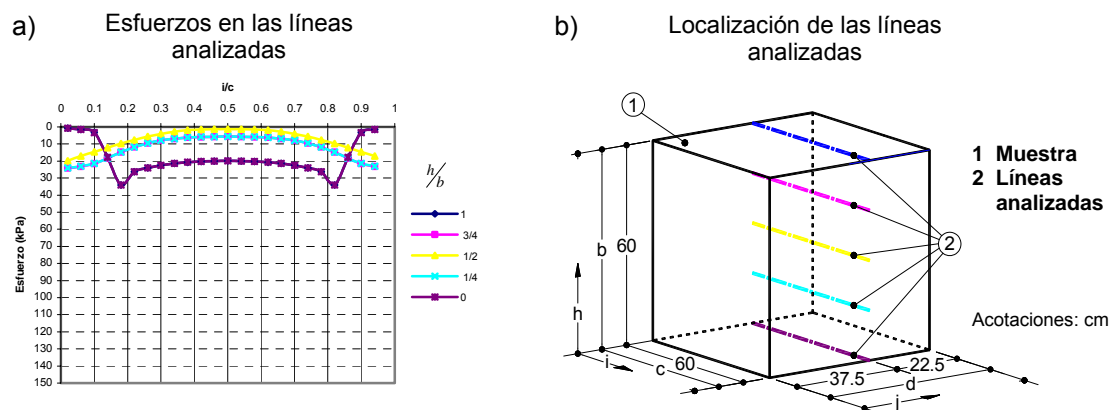 a)
Esfuerzos en las líneas
analizadas
i/c
0 0.1 0.2 0.3 0.4 0.5 0.6 0.7 0.8 0.9 1
0
10
20
30
40
50
60
70
80
90
100
110
120
130
140
150
Esfuerzo (kPa)
h/b
1
3/4
1/2
1/4
0
b)
Localización de las líneas
analizadas
1
b
60
h
i
c
60
37.5
22.5
d
j
2
1 Muestra
2 Líneas
analizadas
Acotaciones: cm